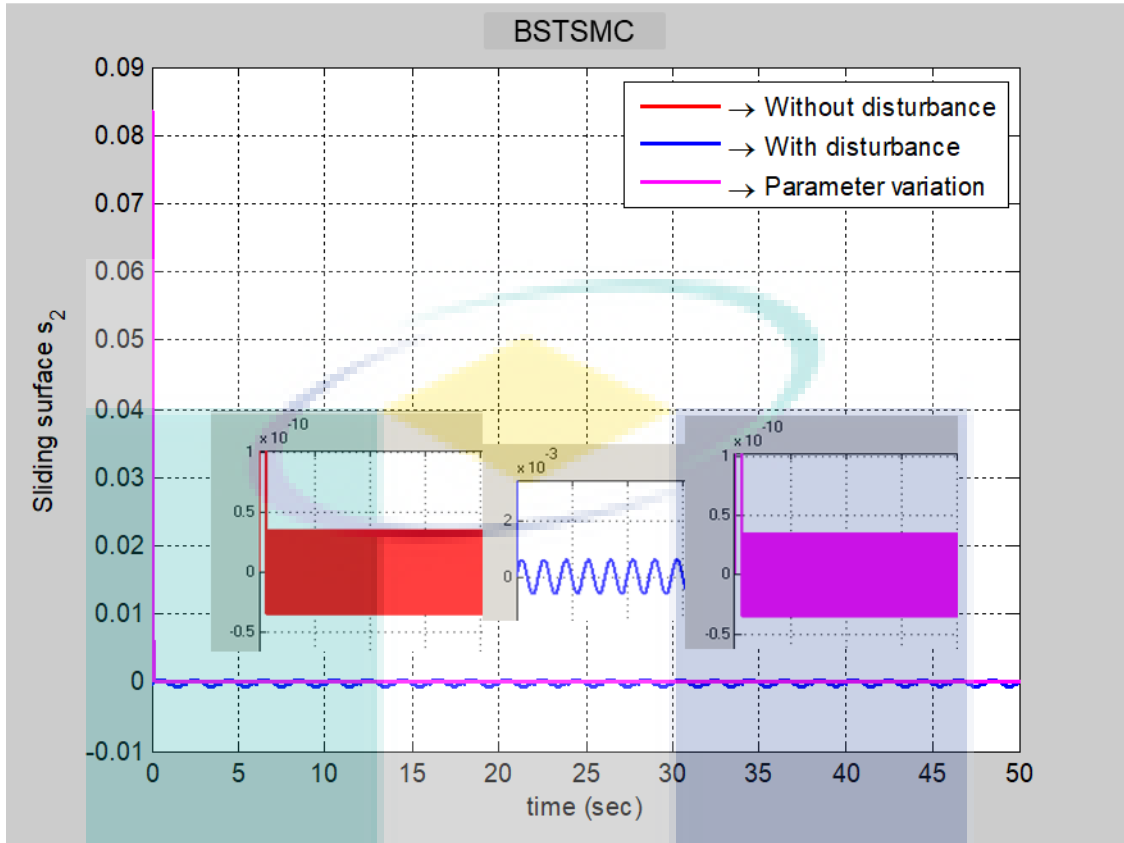 BSTSMC
0.09
0.08
0.07
0.06
0.05
0.04
0.03
0.02
0.01
0
-0.01
Sliding surface s₂
→ Without disturbance
→ With disturbance
→ Parameter variation
x 10⁻¹⁰
1
0.5
0
-0.5
x 10⁻³
2
0
x 10⁻¹⁰
1
0.5
0
-0.5
0 5 10 15 20 25 30 35 40 45 50
time (sec)